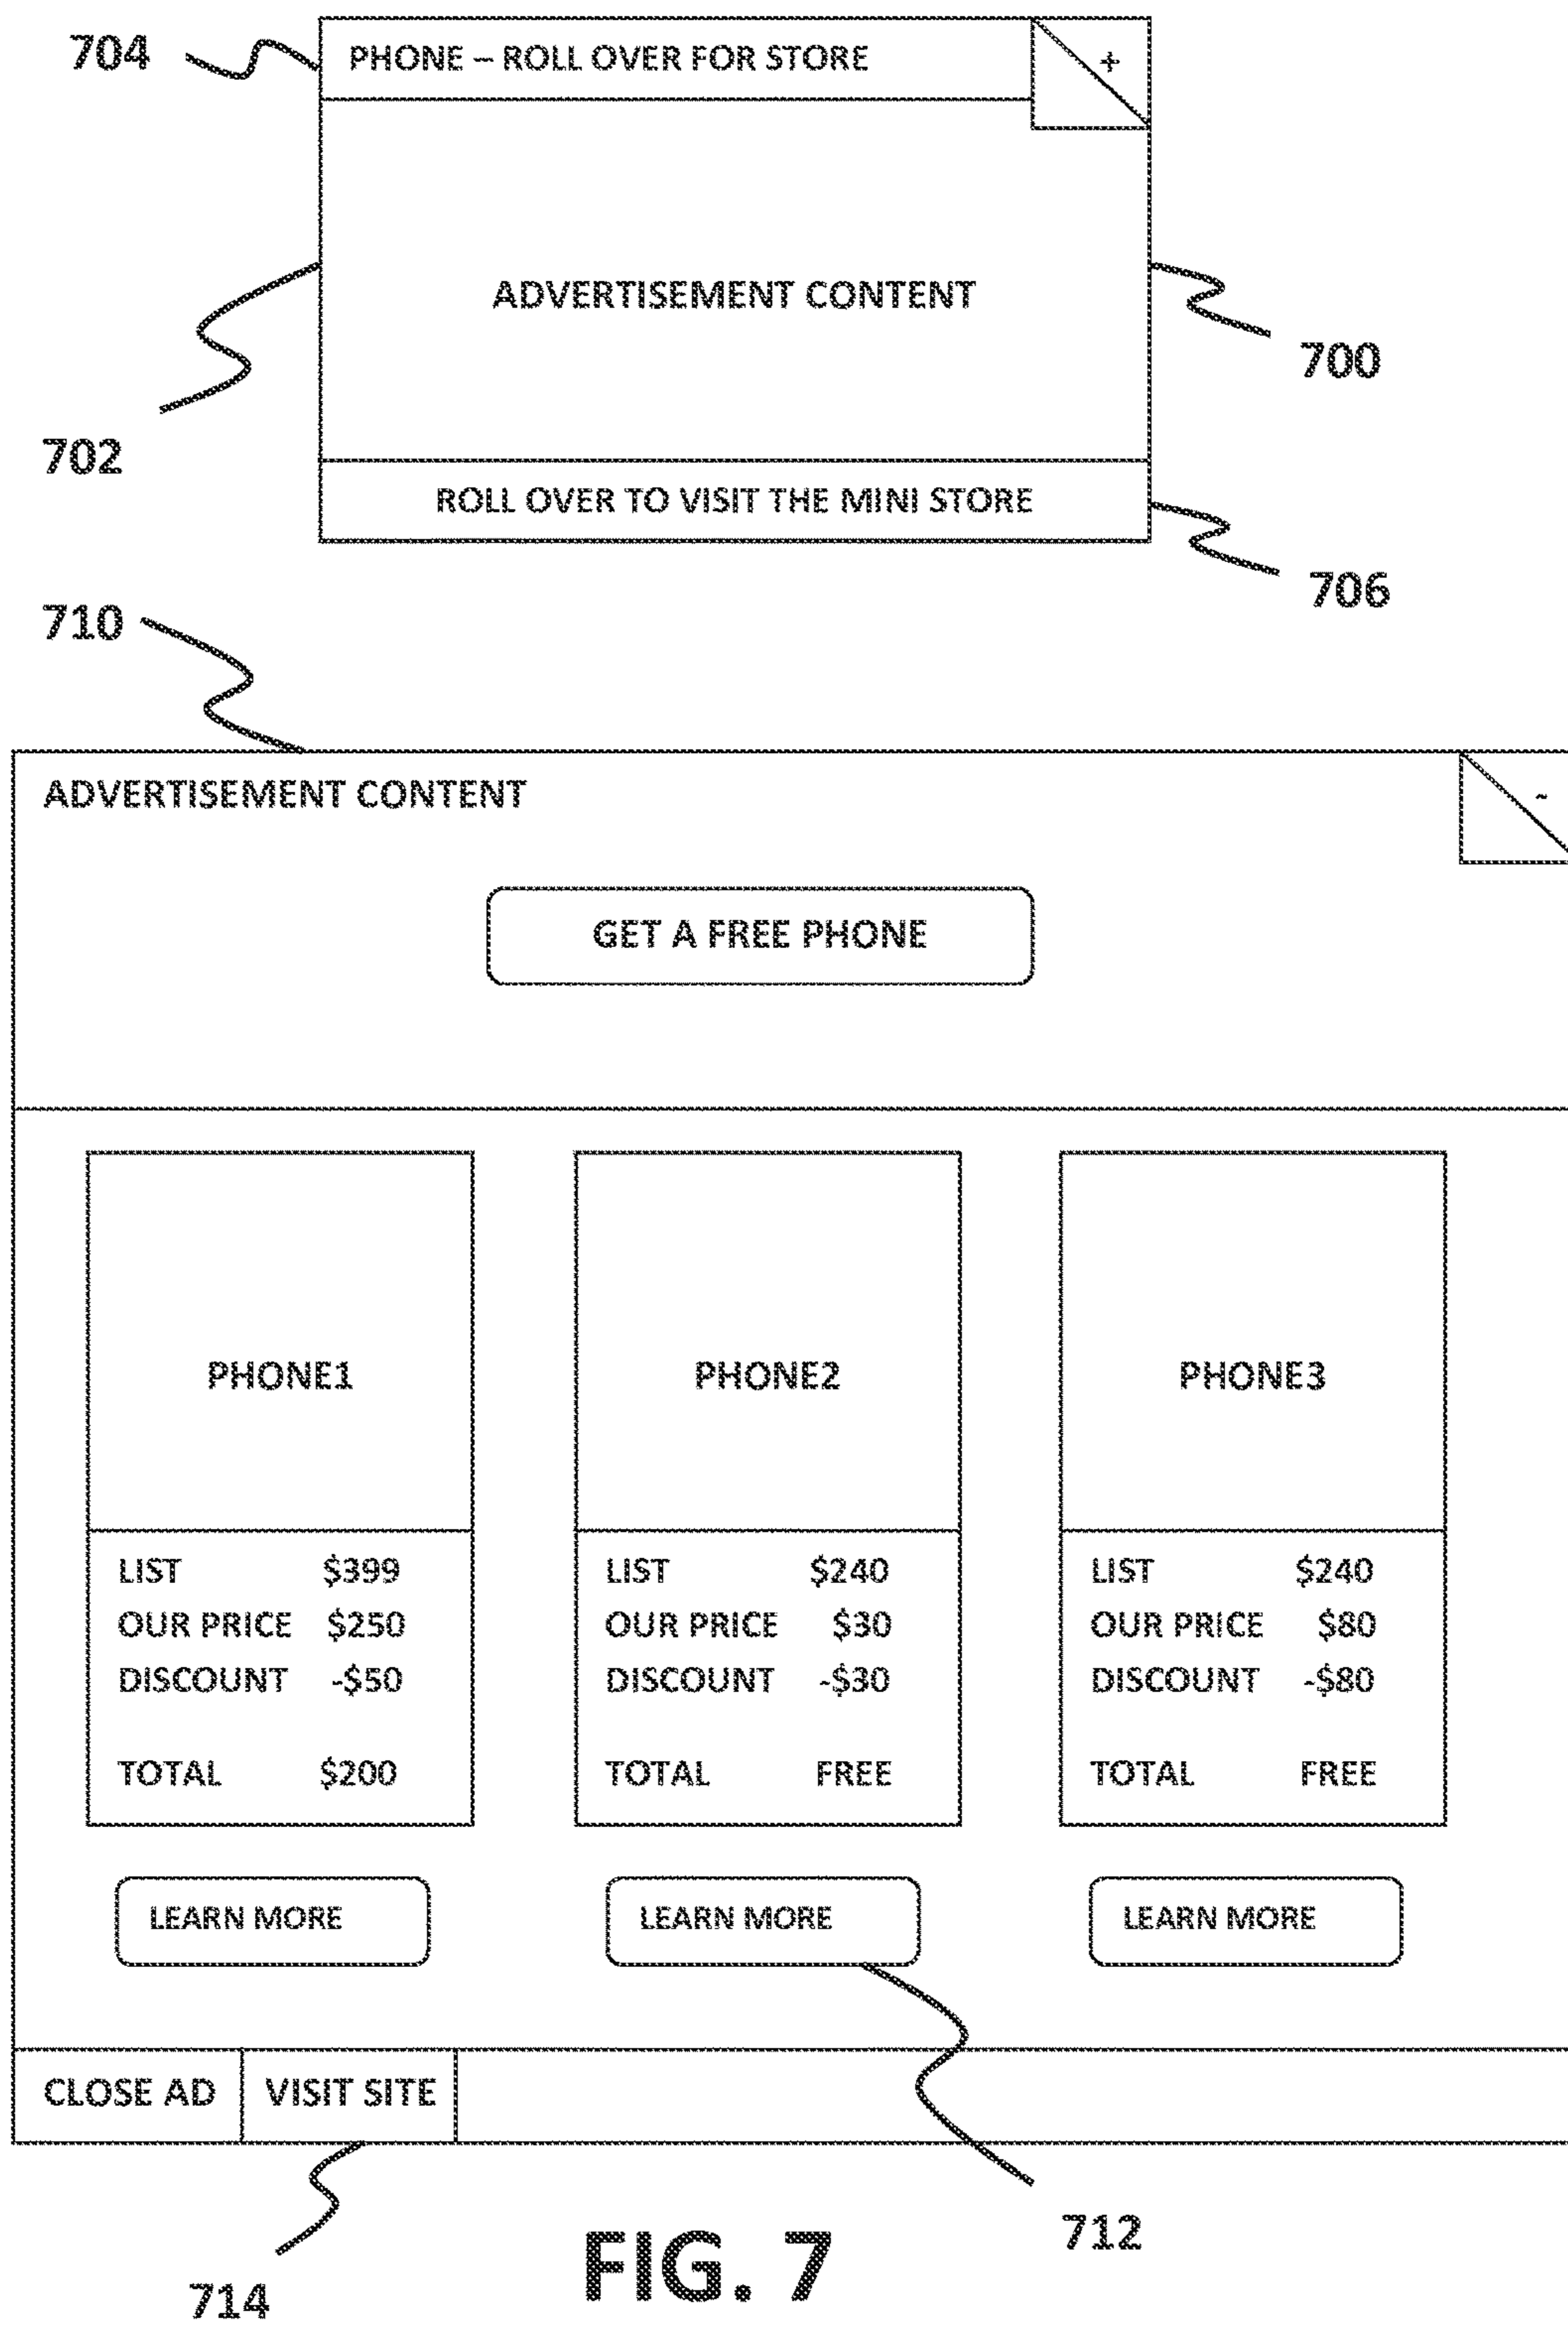 704
PHONE – ROLL OVER FOR STORE
+
ADVERTISEMENT CONTENT
700
702
ROLL OVER TO VISIT THE MINI STORE
706
710
ADVERTISEMENT CONTENT
-
GET A FREE PHONE
PHONE1 PHONE2 PHONE3
LIST $399 LIST $240 LIST $240
OUR PRICE $250 OUR PRICE $30 OUR PRICE $80
DISCOUNT -$50 DISCOUNT -$30 DISCOUNT -$80
TOTAL $200 TOTAL FREE TOTAL FREE
LEARN MORE LEARN MORE LEARN MORE
CLOSE AD VISIT SITE
712
714
FIG. 7